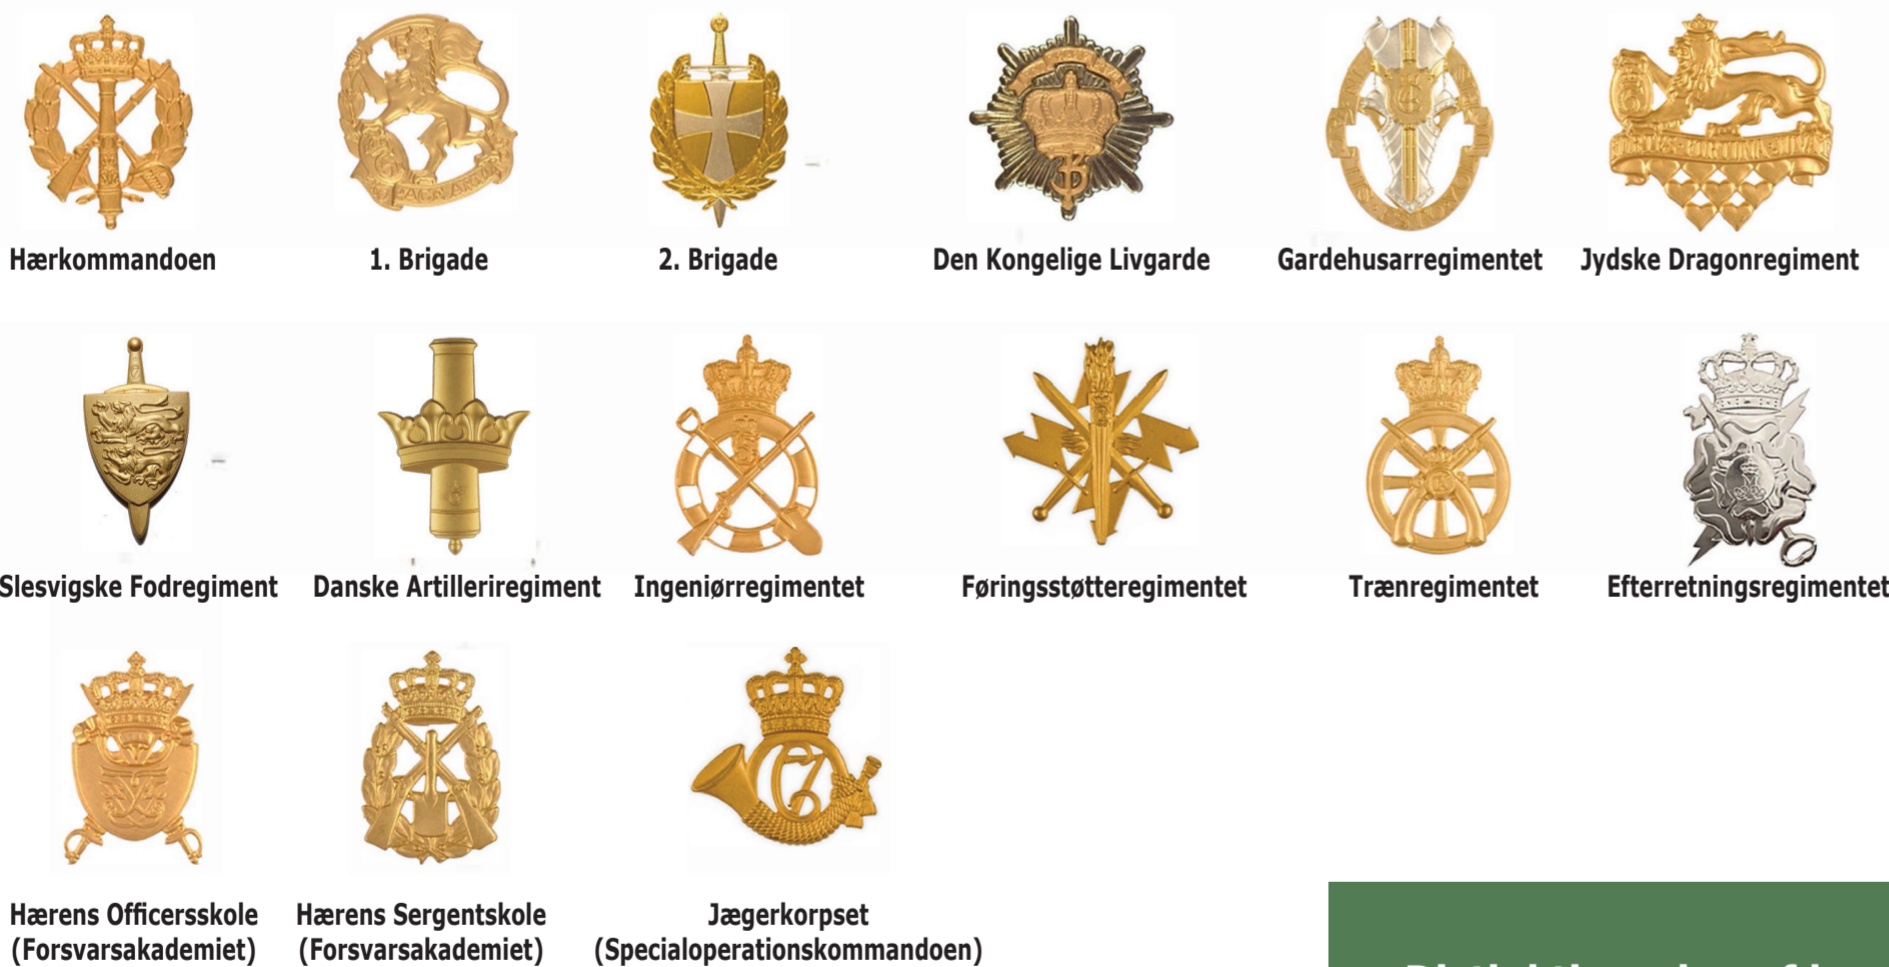 Hærkommandoen
1. Brigade
2. Brigade
Den Kongelige Livgarde
Gardehusarregimentet
Jydske Dragonregiment
Slesvigske Fodregiment
Danske Artilleriregiment
Ingeniørregimentet
Føringsstøtteregimentet
Trænregimentet
Efterretningsregimentet
Hærens Officersskole
(Forsvarsakademiet)
Hærens Sergentskole
(Forsvarsakademiet)
Jægerkorpset
(Specialoperationskommandoen)